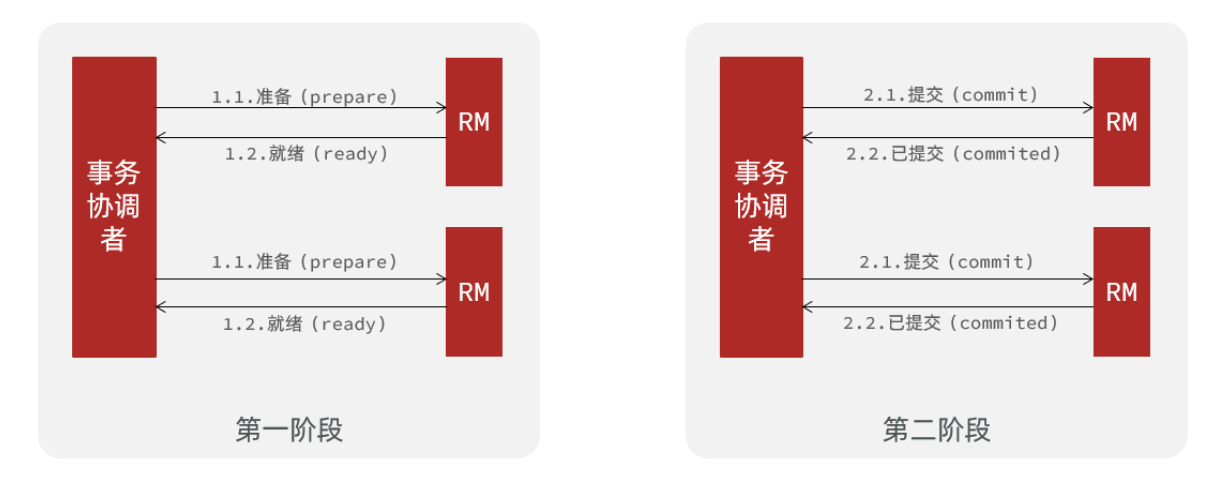 1.1.准备（prepare)
RM
1.2.就绪（ready)
事务
协调
者
1.1.准备（prepare)
RM
1.2.就绪（ready)
第一阶段
2.1.提交（commit)
RM
2.2.已提交（commited)
事务
协调
者
2.1.提交（commit)
RM
2.2.已提交（commited)
第二阶段